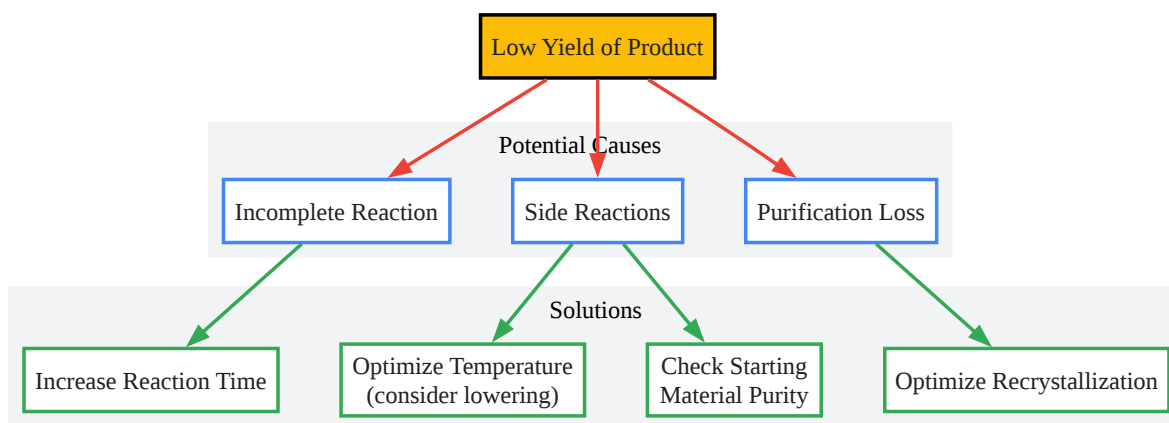 Low Yield of Product
Potential Causes
Incomplete Reaction
Side Reactions
Purification Loss
Solutions
Increase Reaction Time
Optimize Temperature
(consider lowering)
Check Starting
Material Purity
Optimize Recrystallization